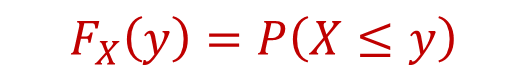 F_X(y) = P(X ≤ y)